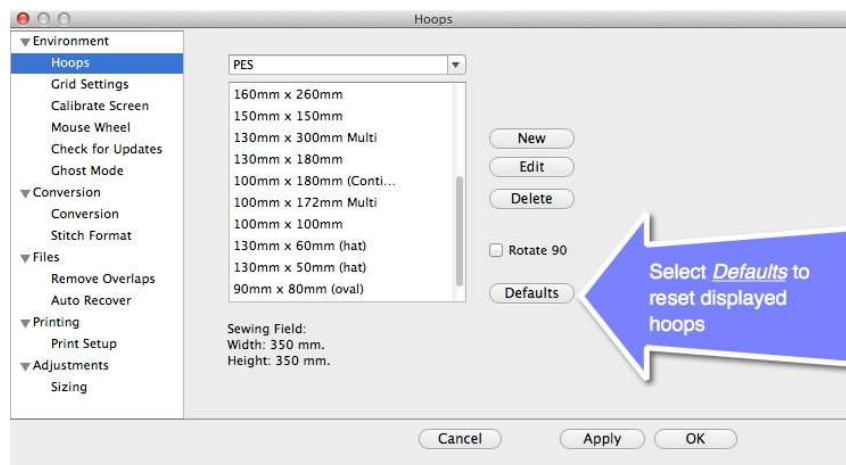 Hoops
Environment
Hoops
Grid Settings
Calibrate Screen
Mouse Wheel
Check for Updates
Ghost Mode
Conversion
Conversion
Stitch Format
Files
Remove Overlaps
Auto Recover
Printing
Print Setup
Adjustments
Sizing
PES
160mm x 260mm
150mm x 150mm
130mm x 300mm Multi
130mm x 180mm
100mm x 180mm (Conti...
100mm x 172mm Multi
100mm x 100mm
130mm x 60mm (hat)
130mm x 50mm (hat)
90mm x 80mm (oval)
Sewing Field:
Width: 350 mm.
Height: 350 mm.
New
Edit
Delete
Rotate 90
Defaults
Select Defaults to
reset displayed
hoops
Cancel
Apply
OK